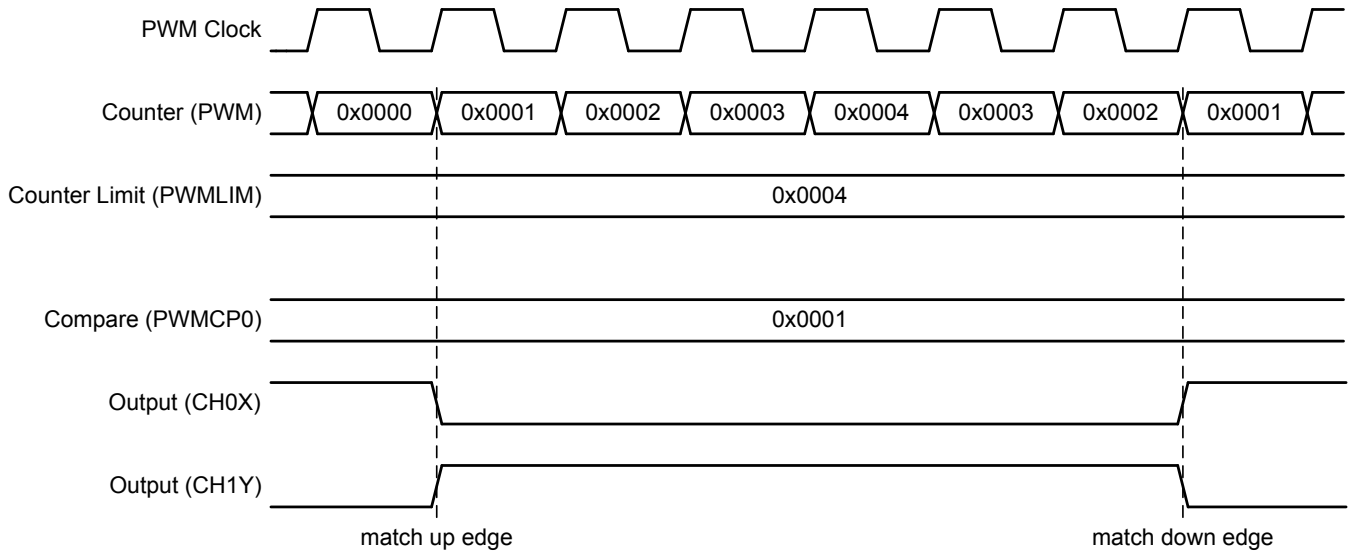 PWM Clock
Counter (PWM) 0x0000 0x0001 0x0002 0x0003 0x0004 0x0003 0x0002 0x0001
Counter Limit (PWMLIM) 0x0004
Compare (PWMCP0) 0x0001
Output (CH0X)
Output (CH1Y)
match up edge match down edge